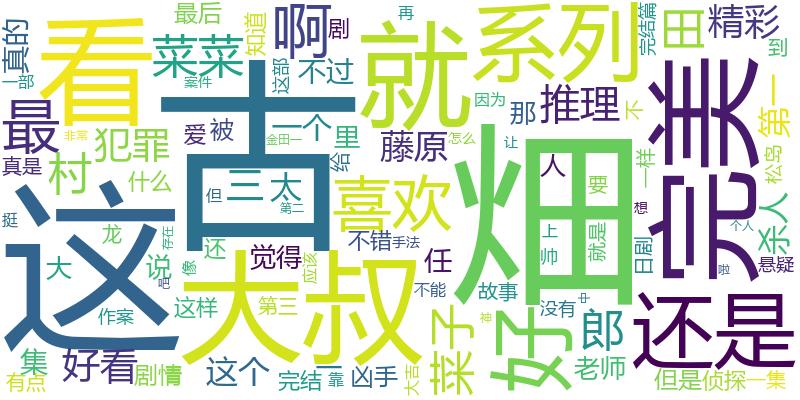 真的
看
菜菜
最后
知道
啊
剧
再
系列
完结篇
田
精彩
到
一部
案件
这部
不过
就
因为
不
完美
第一
最
非常
爱
被
一个
里
金田一
给
藤原
怎么
那
推理
让
一样
松岛
真是
犯罪
古
畑
人
要
想
杀人
村
什么
但
三
太
第二
喜欢
挺
这
龙
存在
还
像
觉得
不错
手法
任
上
帅
就是
日剧
个人
悬疑
大
说
大叔
应该
不能
故事
没有
中
啦
作案
这样
第三
好
郎
还是
集
好看
剧情
这个
完结
靠
凶手
大吉
菜子
老师
有点
但是
侦探
一集